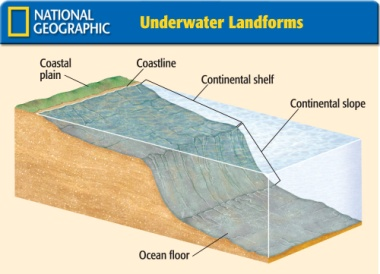 NATIONAL
GEOGRAPHIC
Underwater Landforms
Coastal
plain
Coastline
Continental shelf
Continental slope
Ocean floor